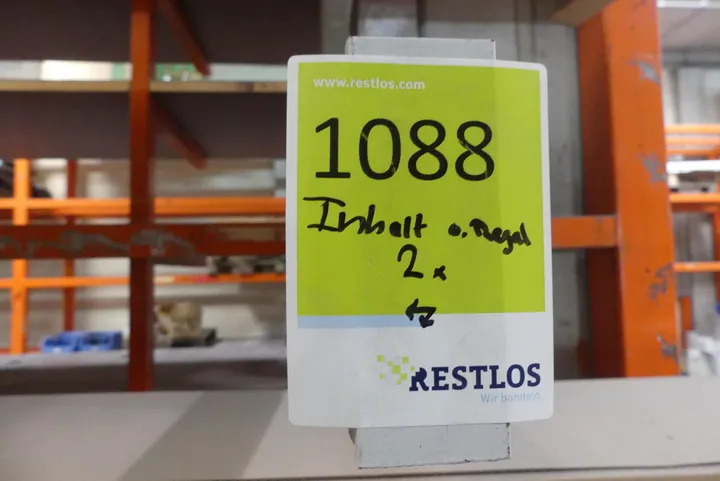 www.restlos.com
1088
Inhalt o. Regal
2x
RESTLOS
Wir handeln